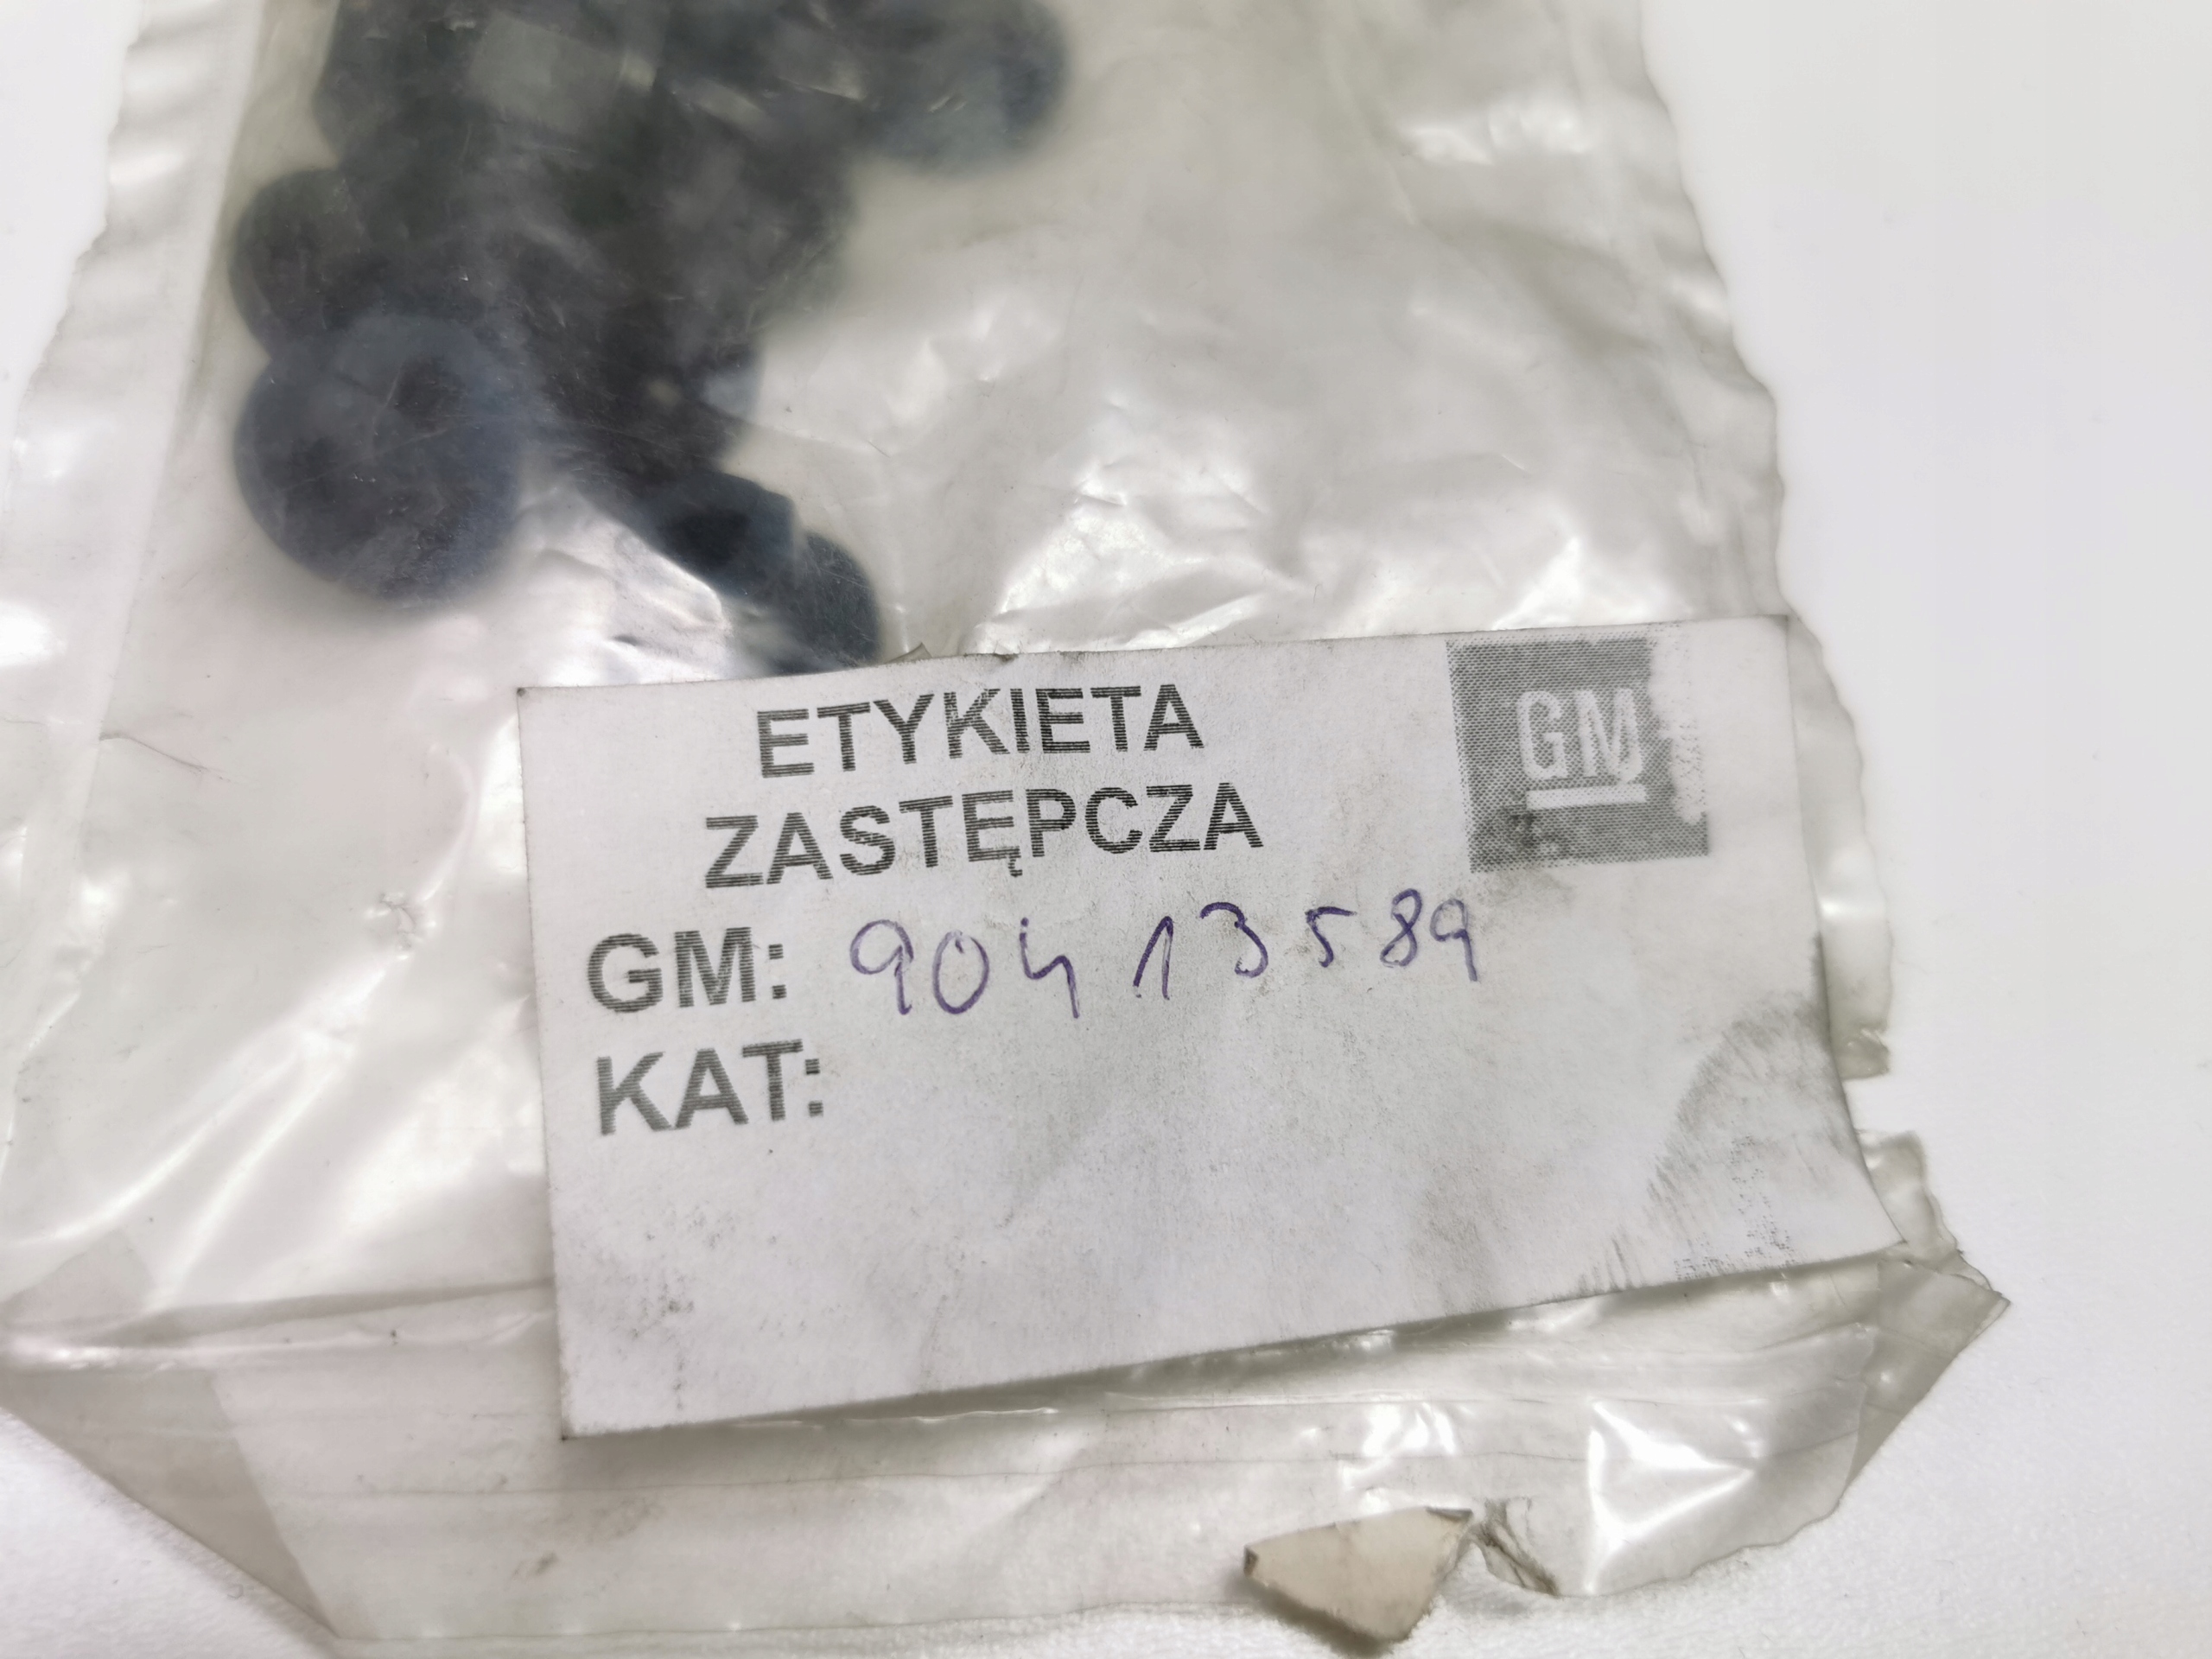 ETYKIETA
ZASTĘPCZA
GM
GM: 90413589
KAT: